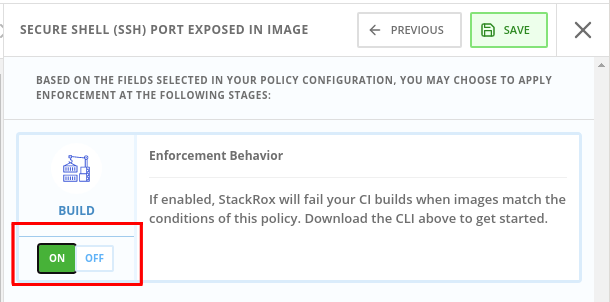 SECURE SHELL (SSH) PORT EXPOSED IN IMAGE
PREVIOUS
SAVE
BASED ON THE FIELDS SELECTED IN YOUR POLICY CONFIGURATION, YOU MAY CHOOSE TO APPLY
ENFORCEMENT AT THE FOLLOWING STAGES:
BUILD
ON OFF
Enforcement Behavior
If enabled, StackRox will fail your CI builds when images match the
conditions of this policy. Download the CLI above to get started.